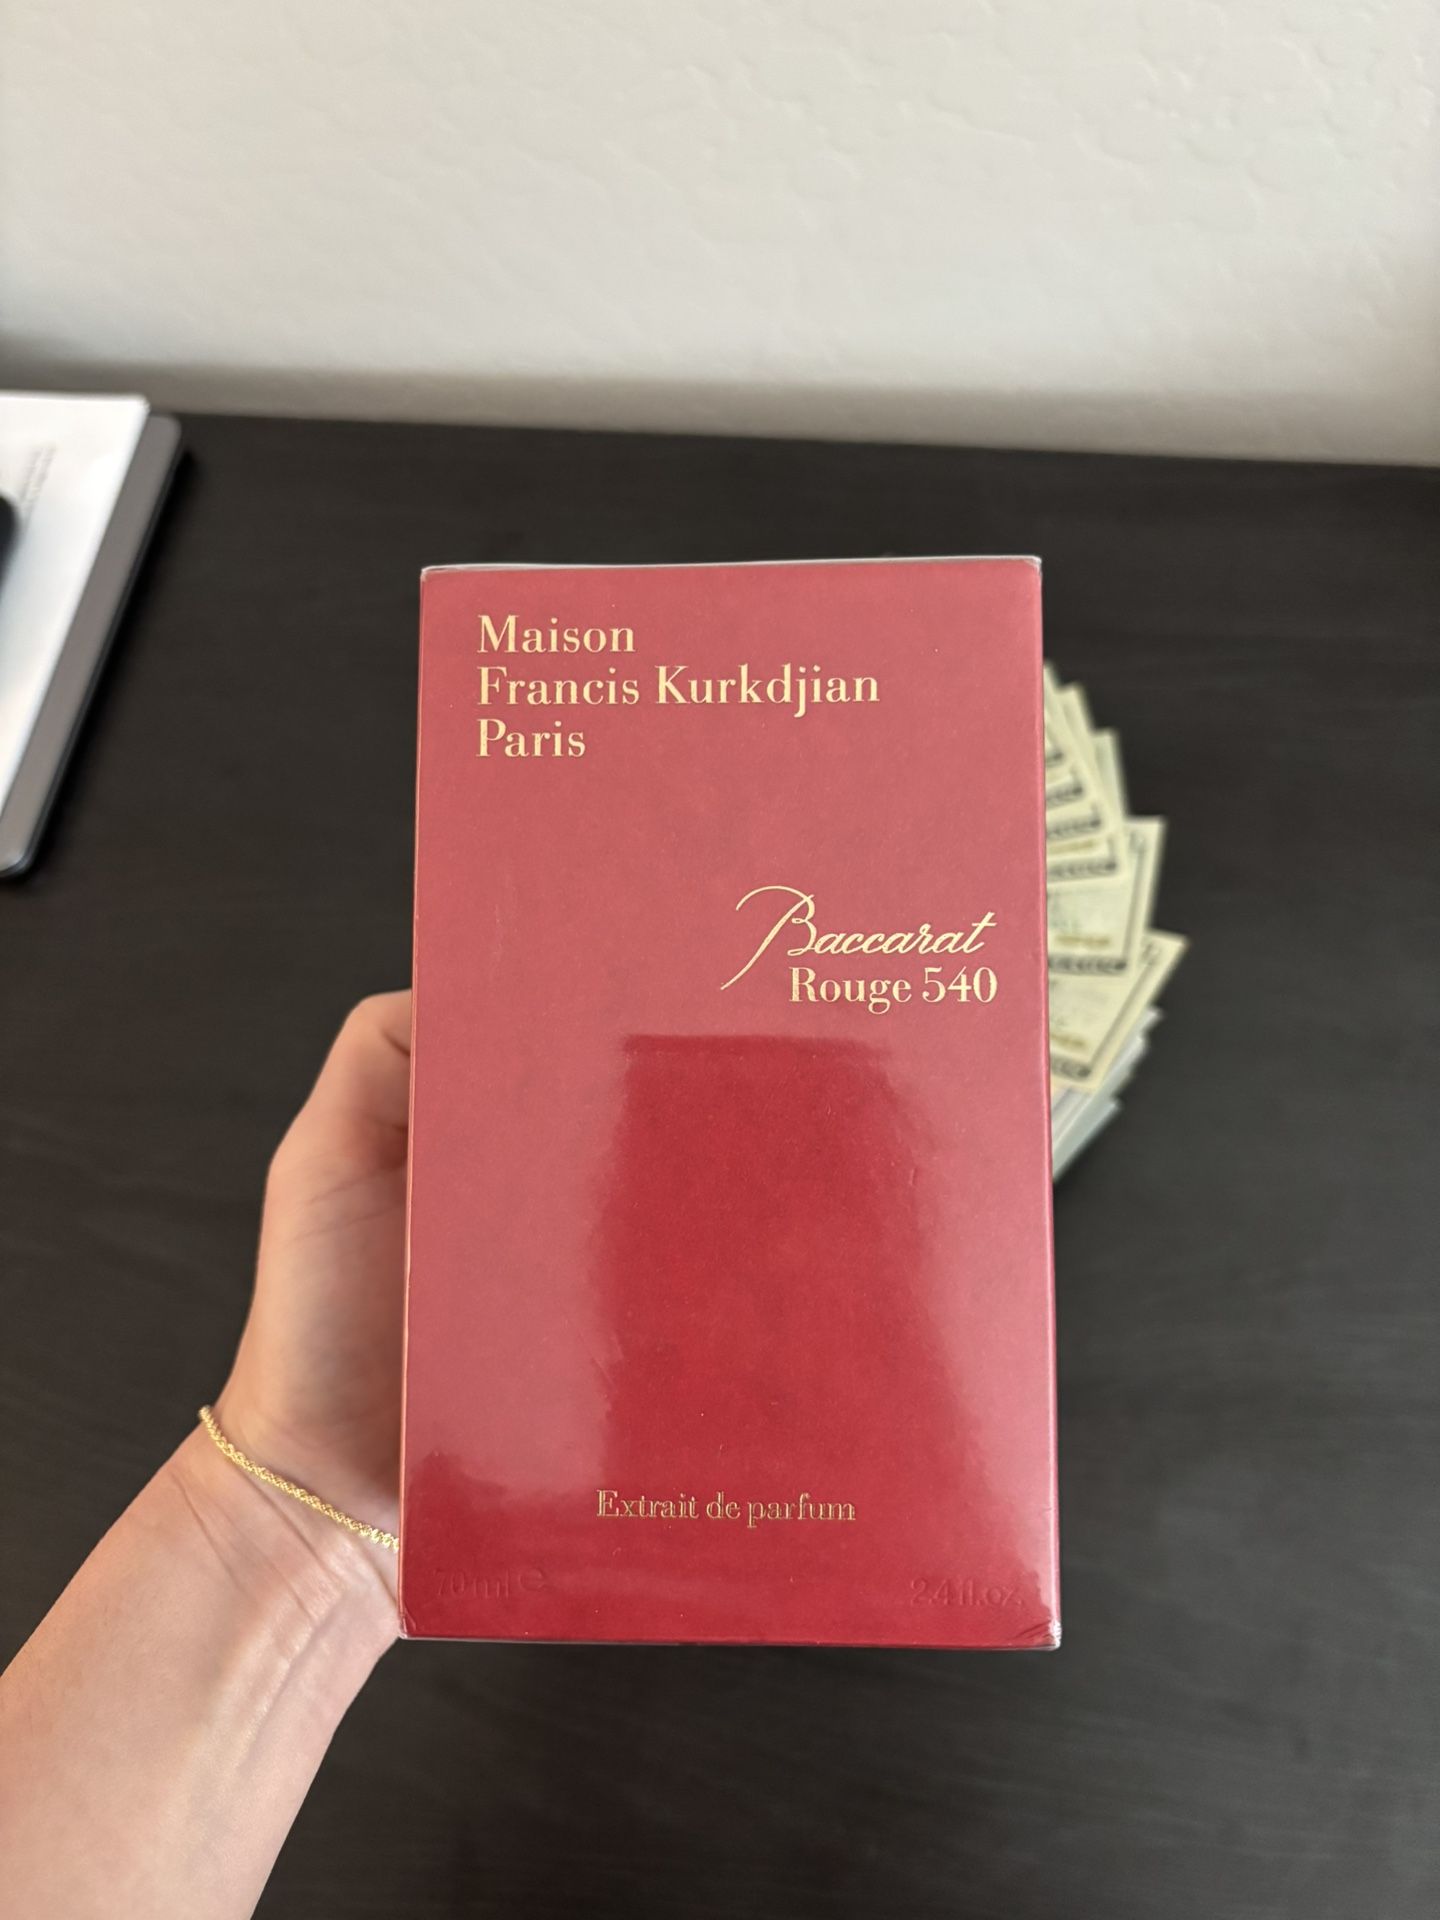 Maison
Francis Kurkdjian
Paris
Baccarat
Rouge 540
Extrait de parfum
70 ml e 2.4 fl.oz.